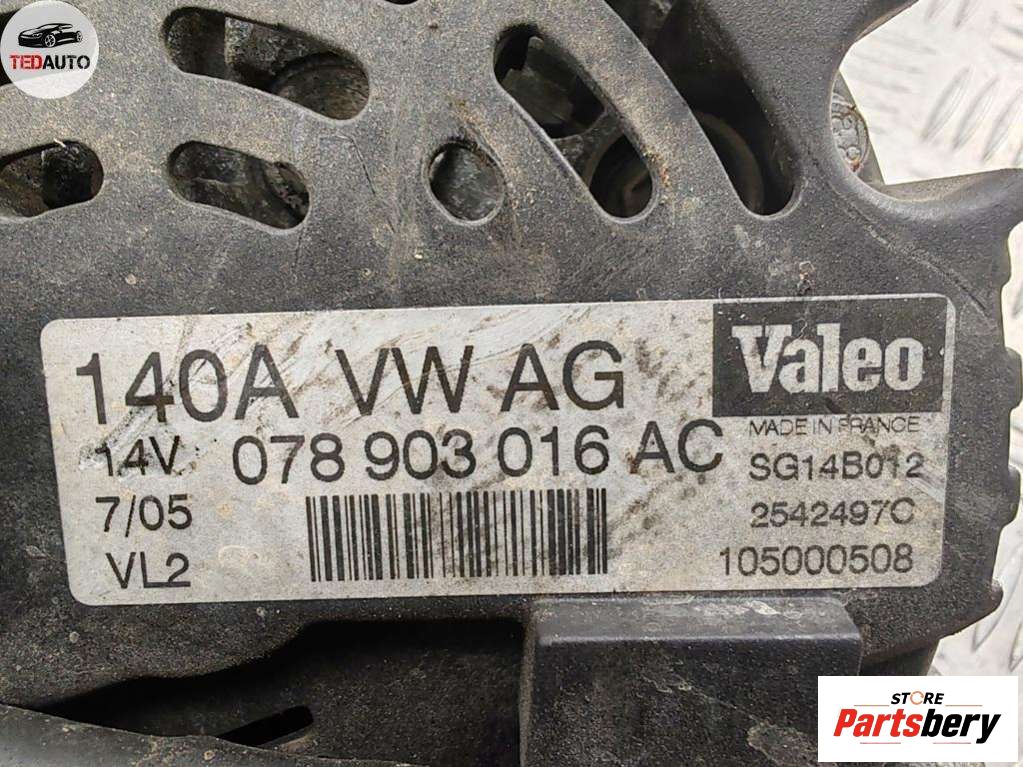 TEDAUTO
140A VW AG
Valeo
MADE IN FRANCE
14V 078 903 016 AC
SG14B012
7/05
2542497C
VL2
105000508
STORE
Partsbery